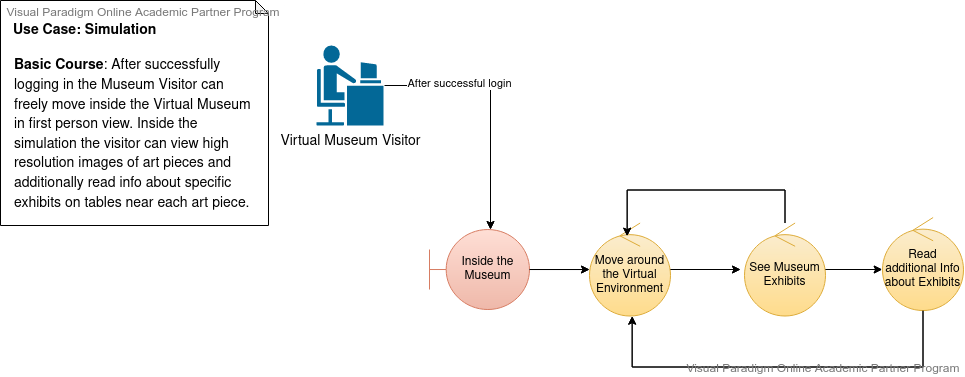 Visual Paradigm Online Academic Partner Program
Use Case: Simulation
Basic Course: After successfully
logging in the Museum Visitor can
freely move inside the Virtual Museum
in first person view. Inside the
simulation the visitor can view high
resolution images of art pieces and
additionally read info about specific
exhibits on tables near each art piece.
After successful login
Virtual Museum Visitor
Inside the
Museum
Move around
the Virtual
Environment
See Museum
Exhibits
Read
additional Info
about Exhibits
Visual Paradigm Online Academic Partner Program